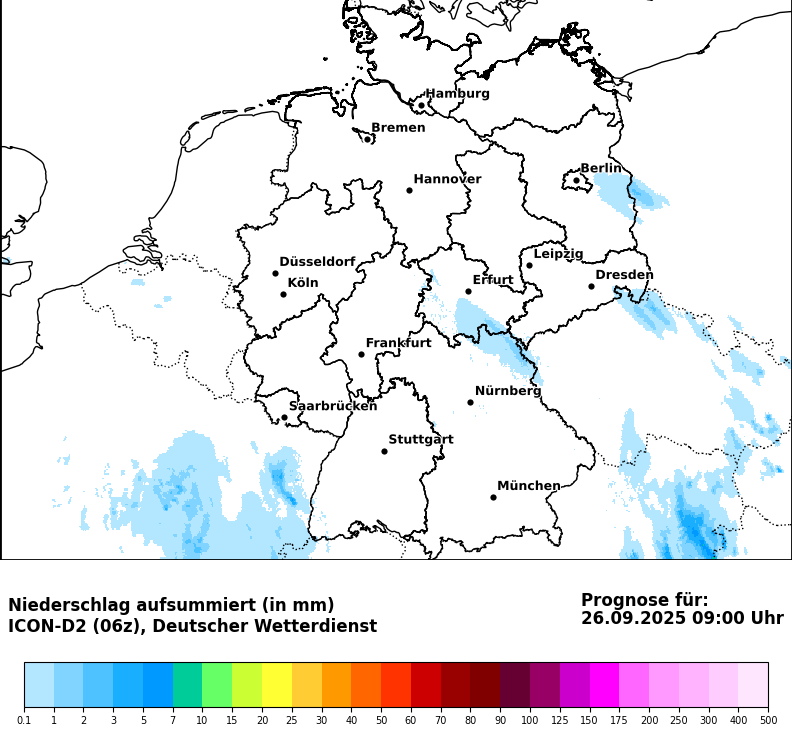 Hamburg
Bremen
Berlin
Hannover
Leipzig
Düsseldorf
Dresden
Köln
Erfurt
Frankfurt
Nürnberg
Saarbrücken
Stuttgart
München
Niederschlag aufsummiert (in mm)
ICON-D2 (06z), Deutscher Wetterdienst
Prognose für:
26.09.2025 09:00 Uhr
0.1 1 2 3 5 7 10 15 20 25 30 40 50 60 70 80 90 100 125 150 175 200 250 300 400 500